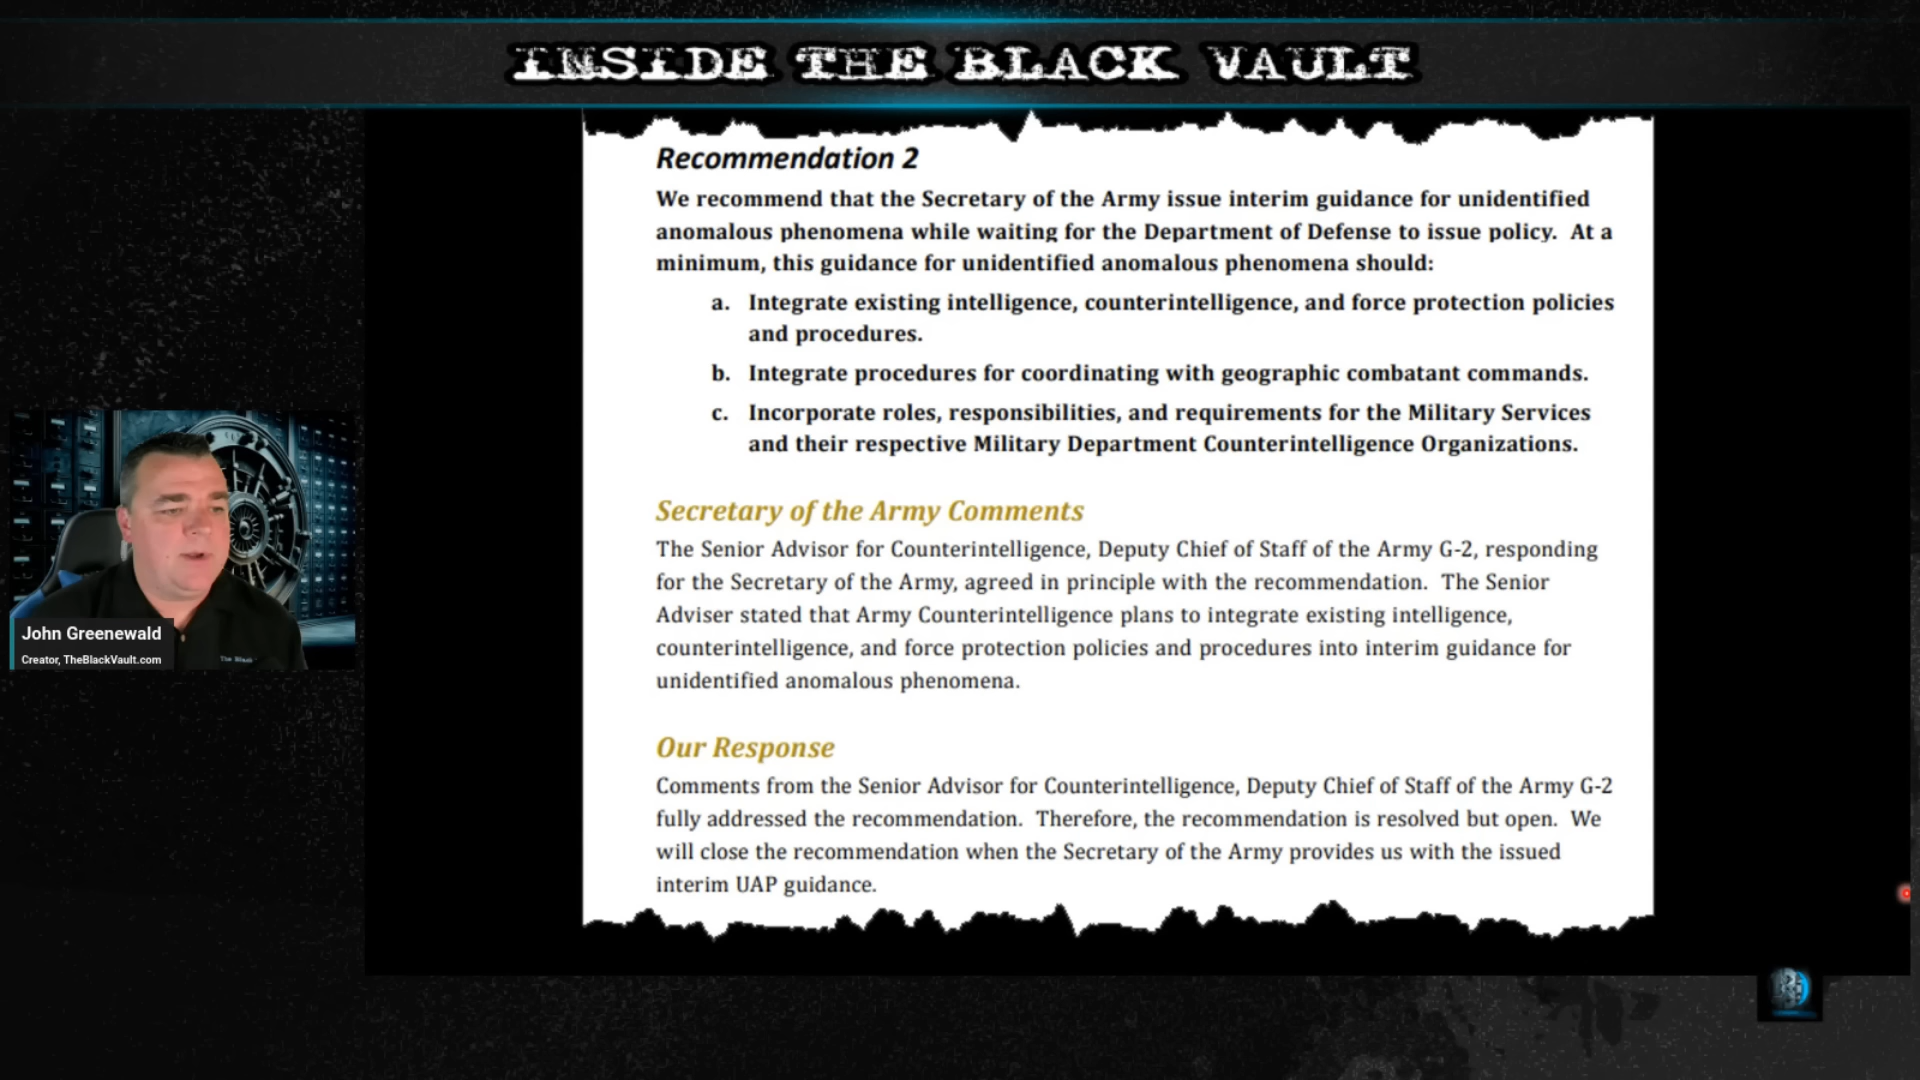 INSIDE THE BLACK VAULT
Recommendation 2
We recommend that the Secretary of the Army issue interim guidance for unidentified
anomalous phenomena while waiting for the Department of Defense to issue policy.  At a
minimum, this guidance for unidentified anomalous phenomena should:
a. Integrate existing intelligence, counterintelligence, and force protection policies
and procedures.
b. Integrate procedures for coordinating with geographic combatant commands.
c. Incorporate roles, responsibilities, and requirements for the Military Services
and their respective Military Department Counterintelligence Organizations.
Secretary of the Army Comments
The Senior Advisor for Counterintelligence, Deputy Chief of Staff of the Army G-2, responding
for the Secretary of the Army, agreed in principle with the recommendation.  The Senior
Adviser stated that Army Counterintelligence plans to integrate existing intelligence,
counterintelligence, and force protection policies and procedures into interim guidance for
unidentified anomalous phenomena.
Our Response
Comments from the Senior Advisor for Counterintelligence, Deputy Chief of Staff of the Army G-2
fully addressed the recommendation.  Therefore, the recommendation is resolved but open.  We
will close the recommendation when the Secretary of the Army provides us with the issued
interim UAP guidance.
John Greenewald
Creator, TheBlackVault.com